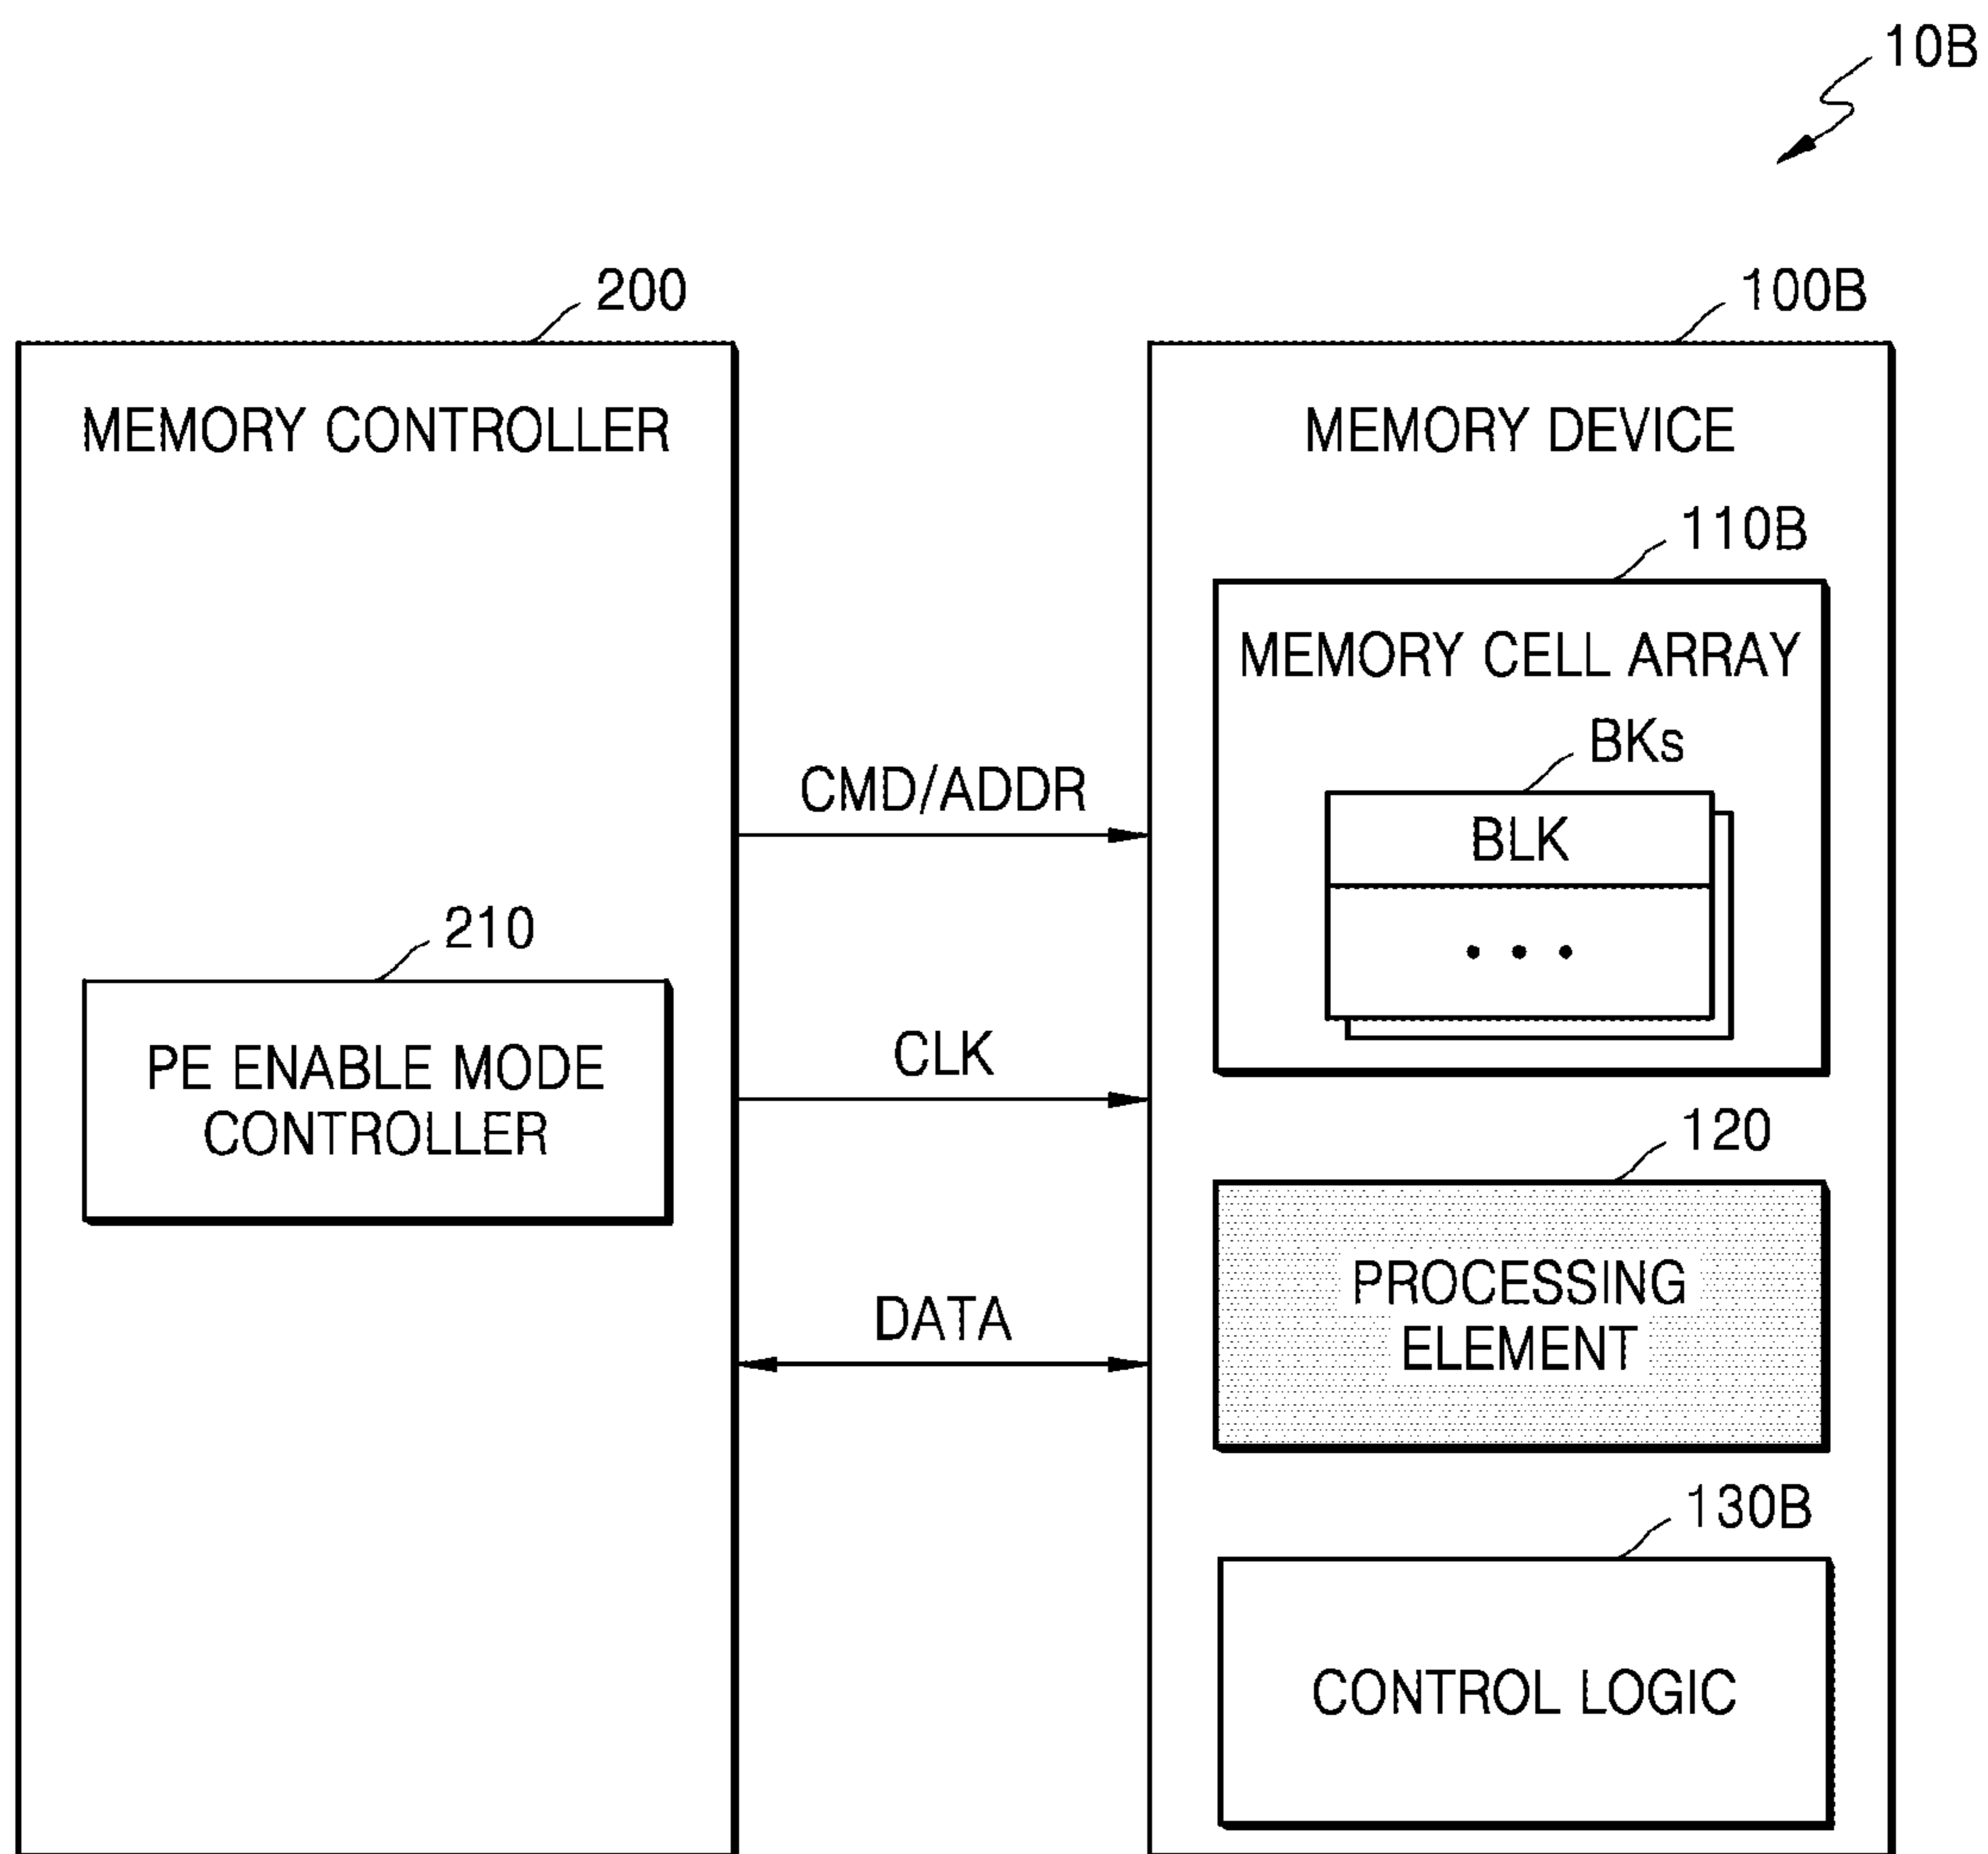 10B
200
100B
MEMORY CONTROLLER
MEMORY DEVICE
110B
MEMORY CELL ARRAY
BKs
BLK
• • •
CMD/ADDR
210
PE ENABLE MODE
CONTROLLER
CLK
120
PROCESSING
ELEMENT
DATA
130B
CONTROL LOGIC